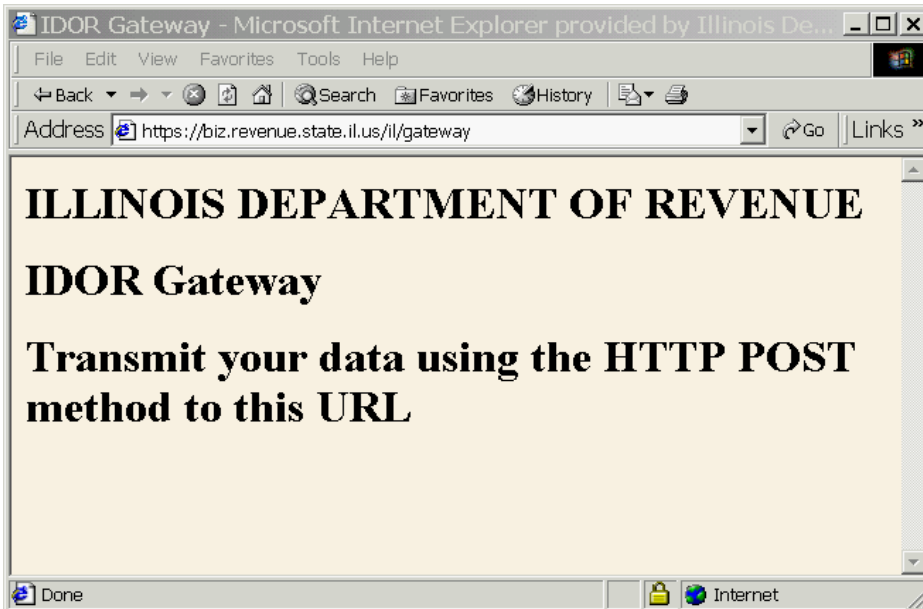 IDOR Gateway - Microsoft Internet Explorer provided by Illinois De...
File Edit View Favorites Tools Help
Back Search Favorites History
Address https://biz.revenue.state.il.us/il/gateway Go Links »
ILLINOIS DEPARTMENT OF REVENUE
IDOR Gateway
Transmit your data using the HTTP POST
method to this URL
Done Internet